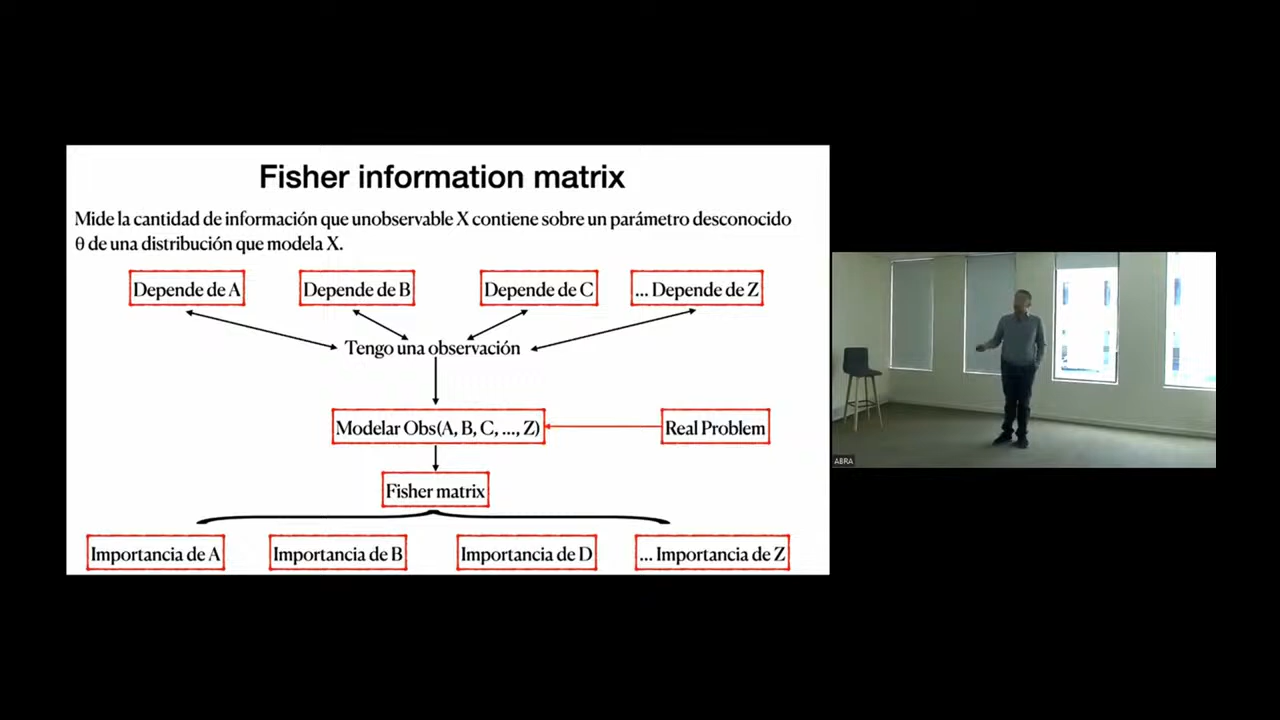 Fisher information matrix
Mide la cantidad de información que unobservable X contiene sobre un parámetro desconocido
θ de una distribución que modela X.
Depende de A
Depende de B
Depende de C
... Depende de Z
Tengo una observación
Modelar Obs(A, B, C, ..., Z)
Real Problem
Fisher matrix
Importancia de A
Importancia de B
Importancia de D
... Importancia de Z
ABRA